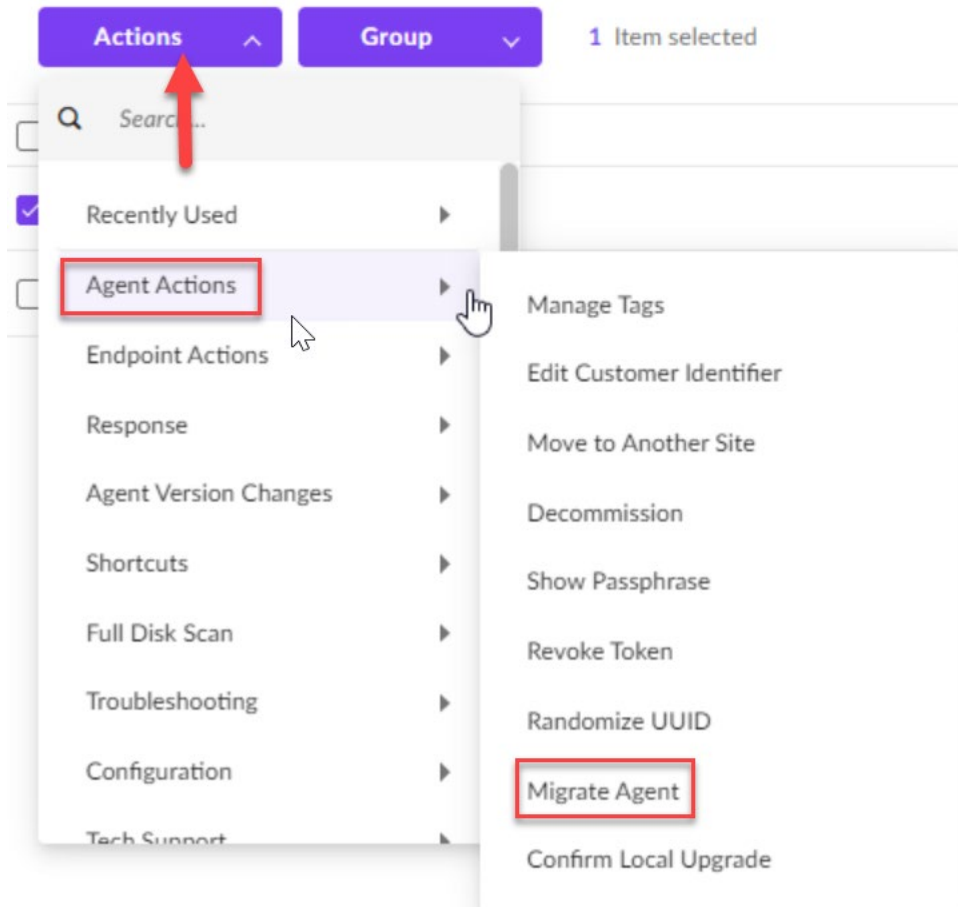 Actions
Group
1 Item selected
Search...
Recently Used
Agent Actions
Endpoint Actions
Response
Agent Version Changes
Shortcuts
Full Disk Scan
Troubleshooting
Configuration
Tech Support
Manage Tags
Edit Customer Identifier
Move to Another Site
Decommission
Show Passphrase
Revoke Token
Randomize UUID
Migrate Agent
Confirm Local Upgrade